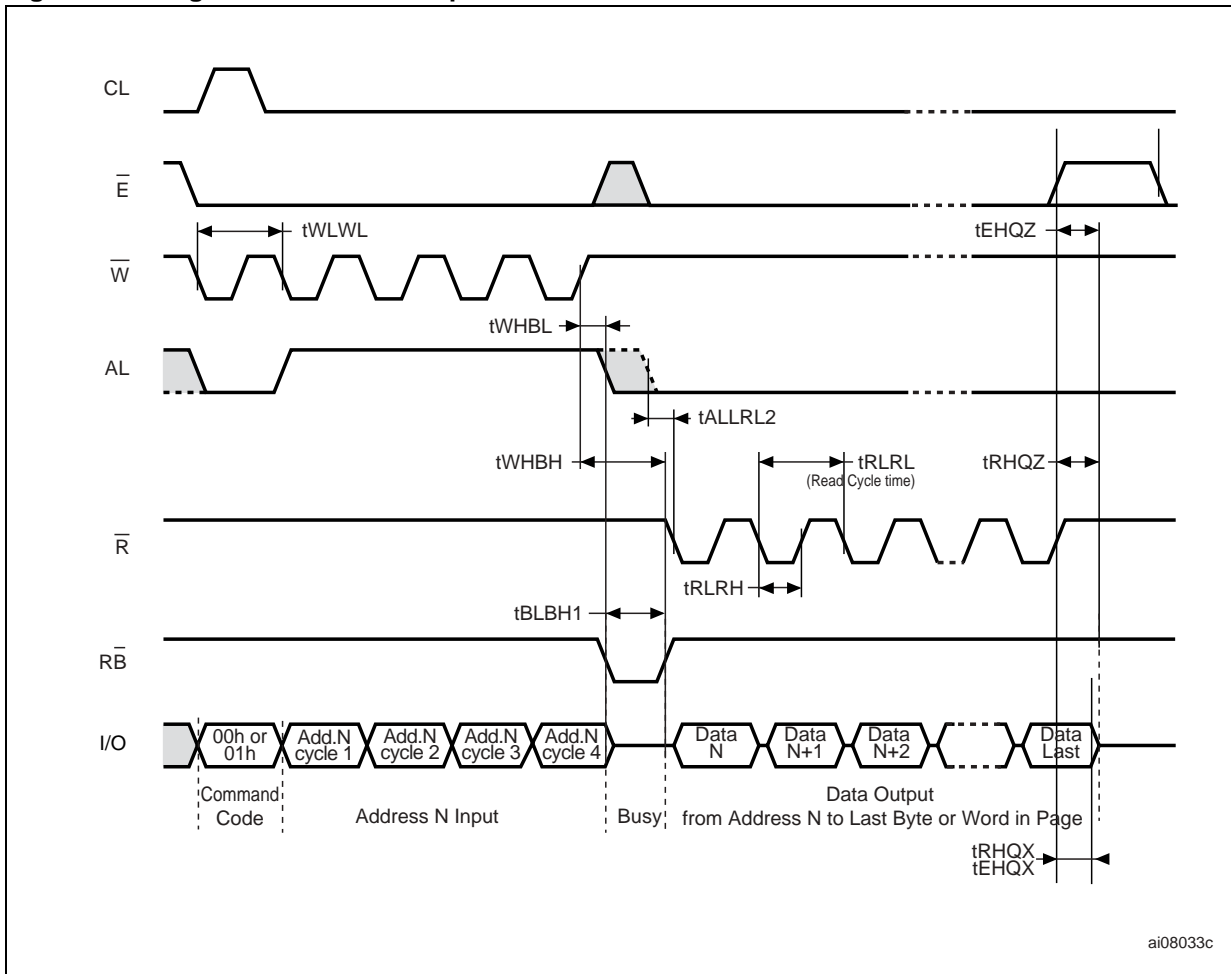 CL
E
tWLWL
tEHQZ
W
tWHBL
AL
tALLRL2
tWHBH
tRLRL
tRHQZ
(Read Cycle time)
R
tRLRH
tBLBH1
RB
I/O
00h or
01h
Add.N
cycle 1
Add.N
cycle 2
Add.N
cycle 3
Add.N
cycle 4
Data
N
Data
N+1
Data
N+2
Data
Last
Command
Code
Address N Input
Busy
Data Output
from Address N to Last Byte or Word in Page
tRHQX
tEHQX
ai08033c